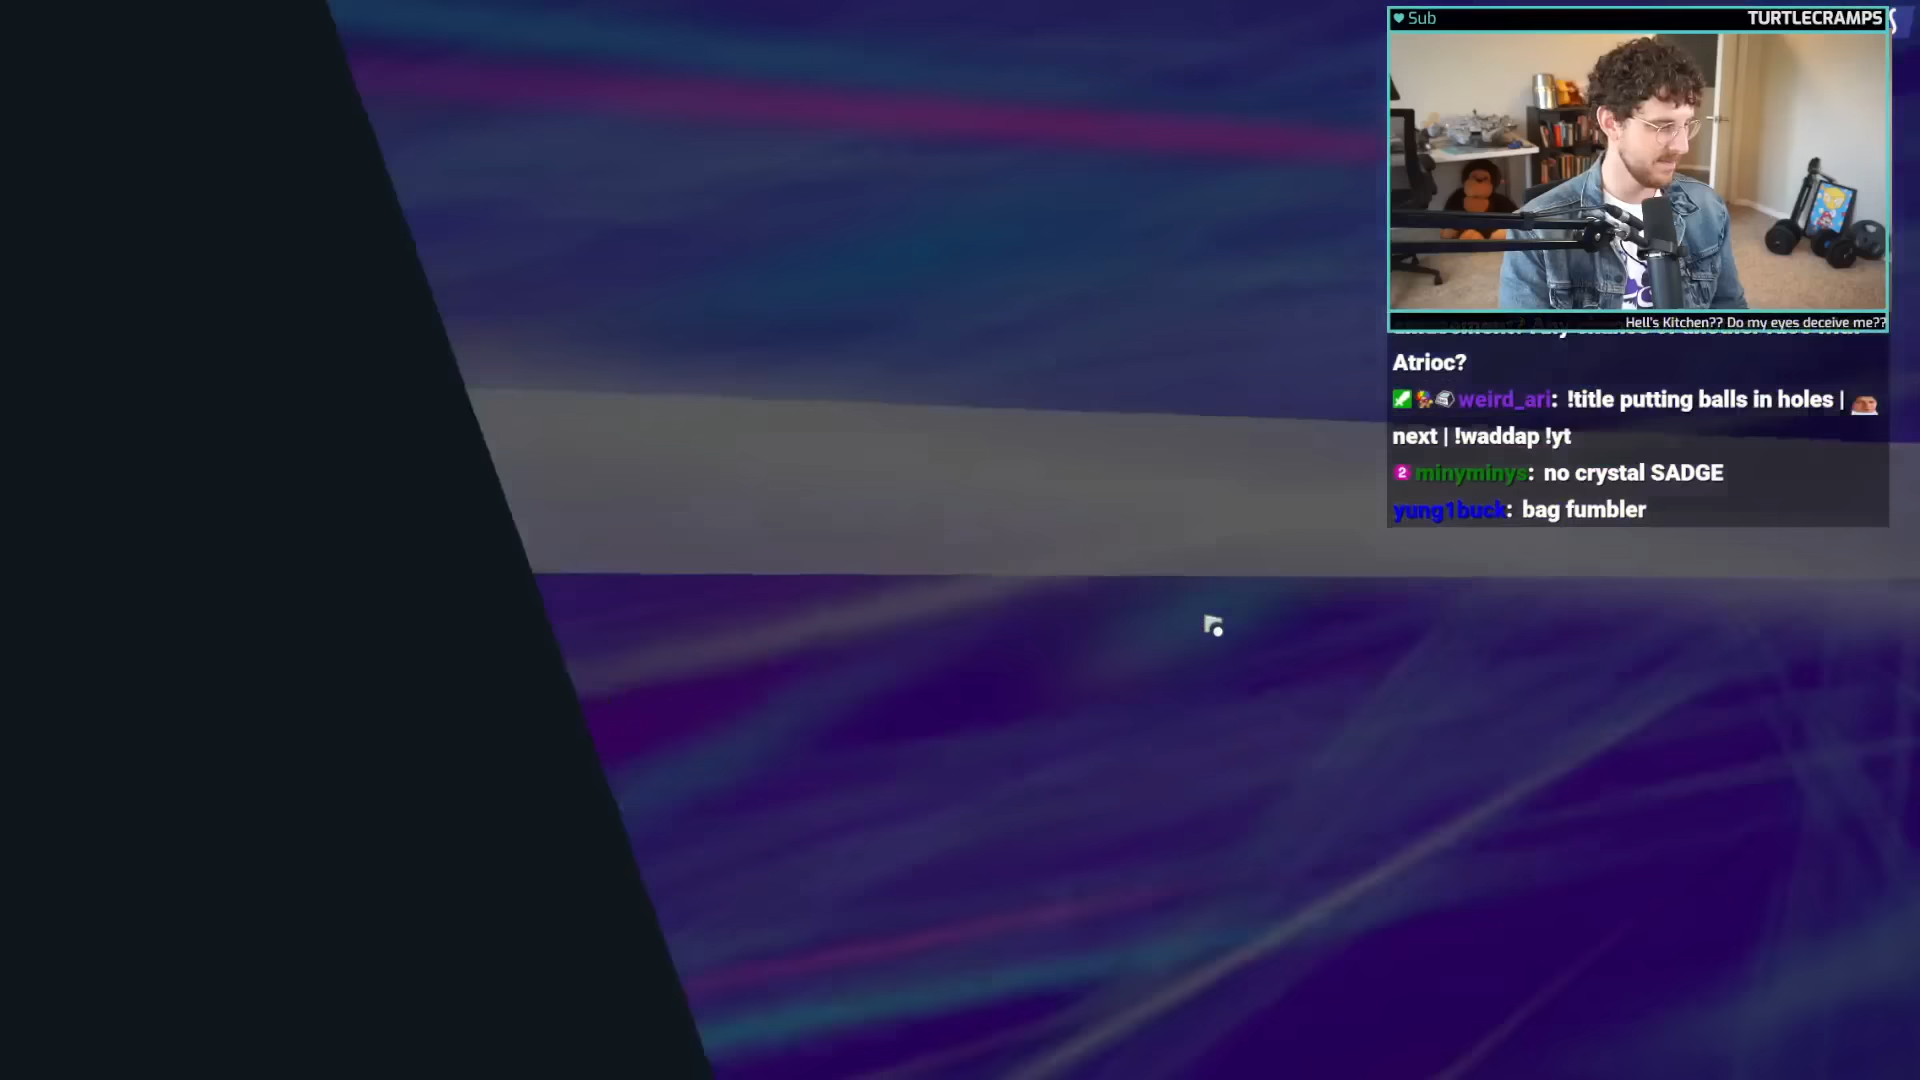 Sub TURTLECRAMPS
Hell's Kitchen?? Do my eyes deceive me??
Atrioc?
weird_ari: !title putting balls in holes |
next | !waddap !yt
2 minyminys: no crystal SADGE
yung1buck: bag fumbler